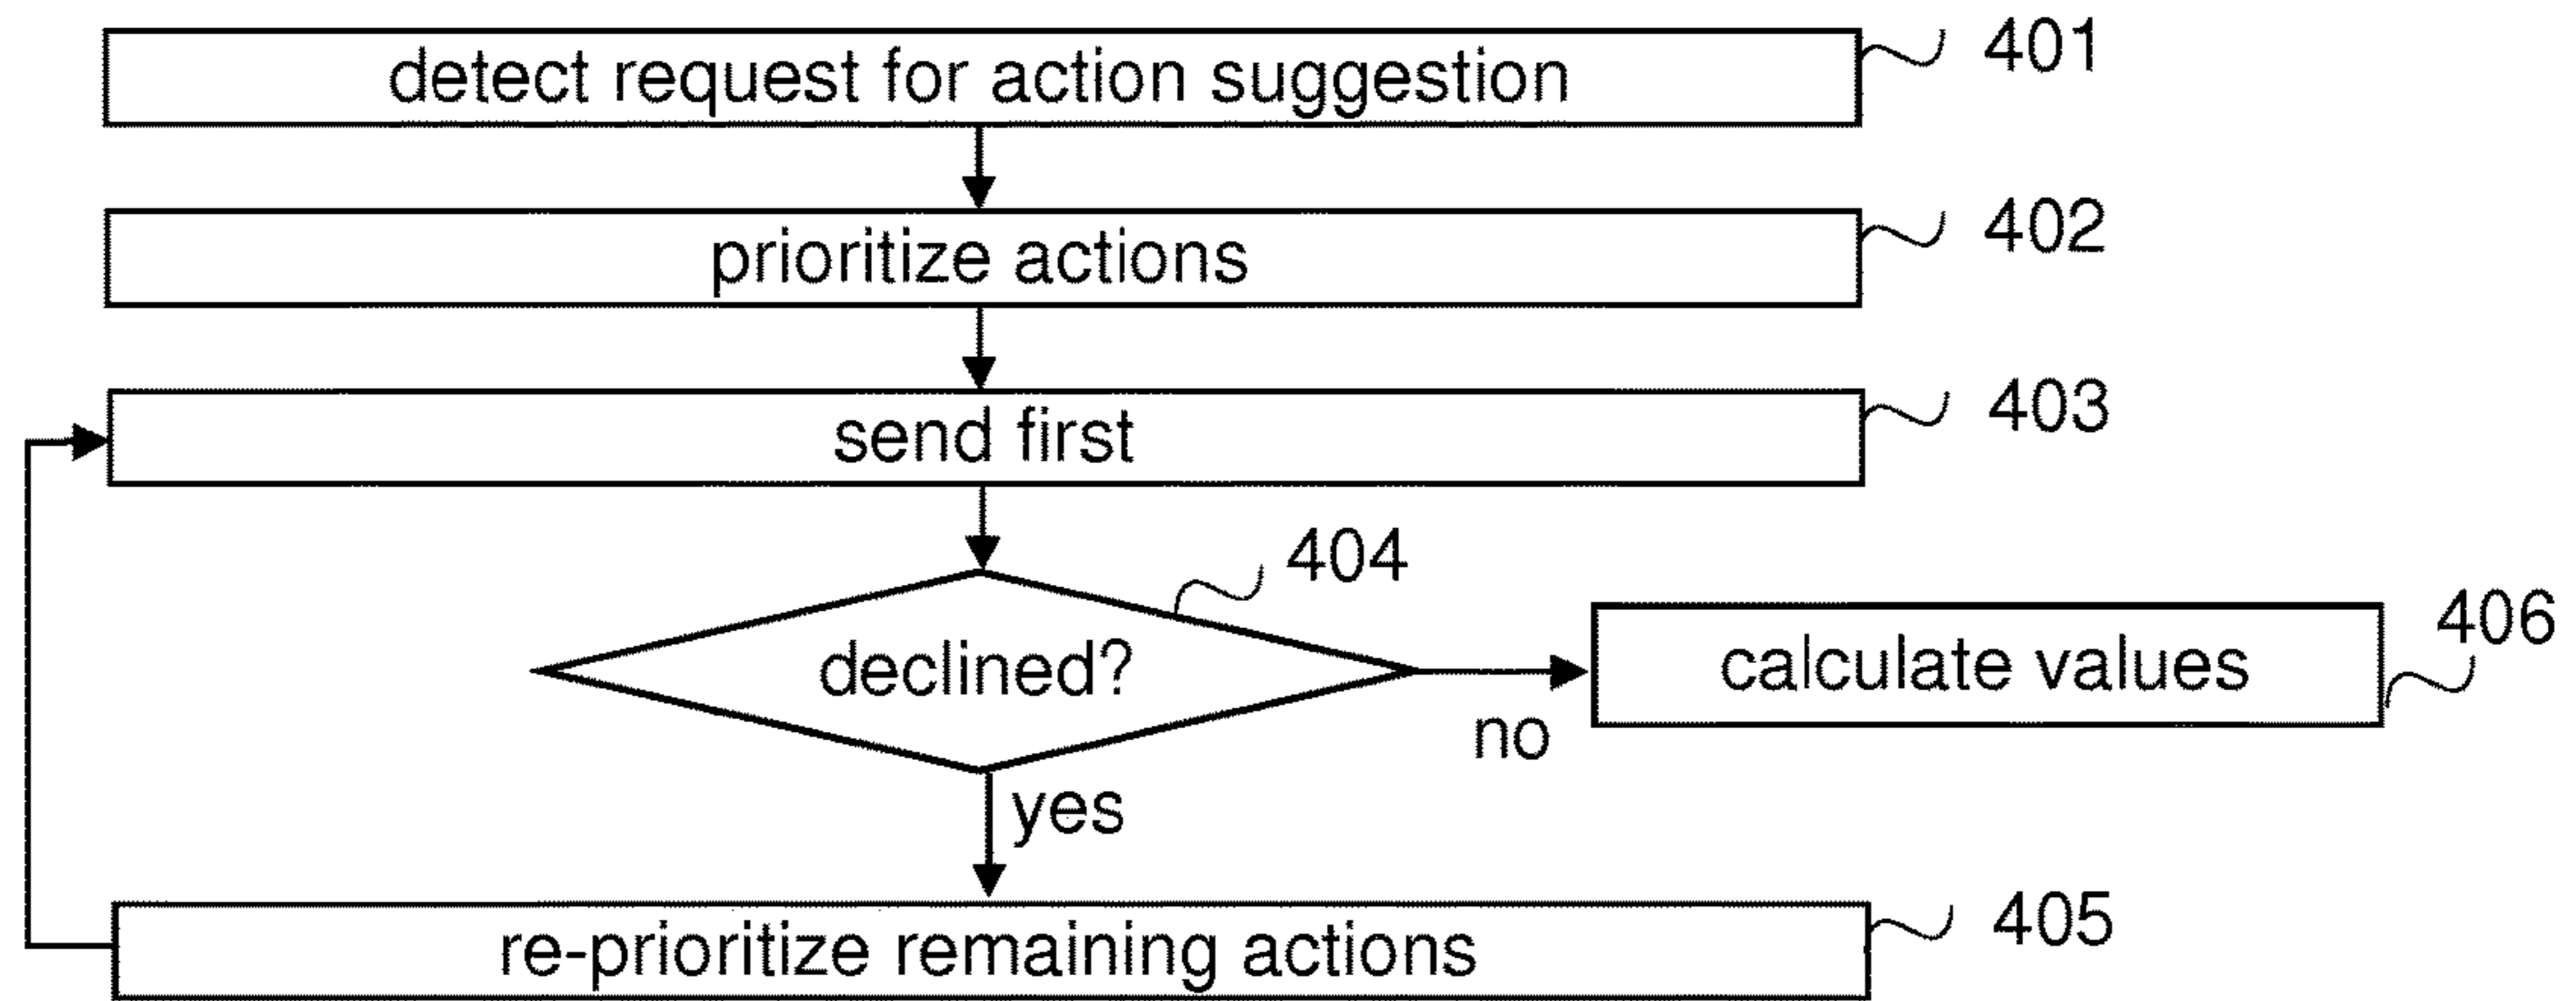 detect request for action suggestion 401
prioritize actions 402
send first 403
404
declined?
calculate values 406
no
yes
re-prioritize remaining actions 405